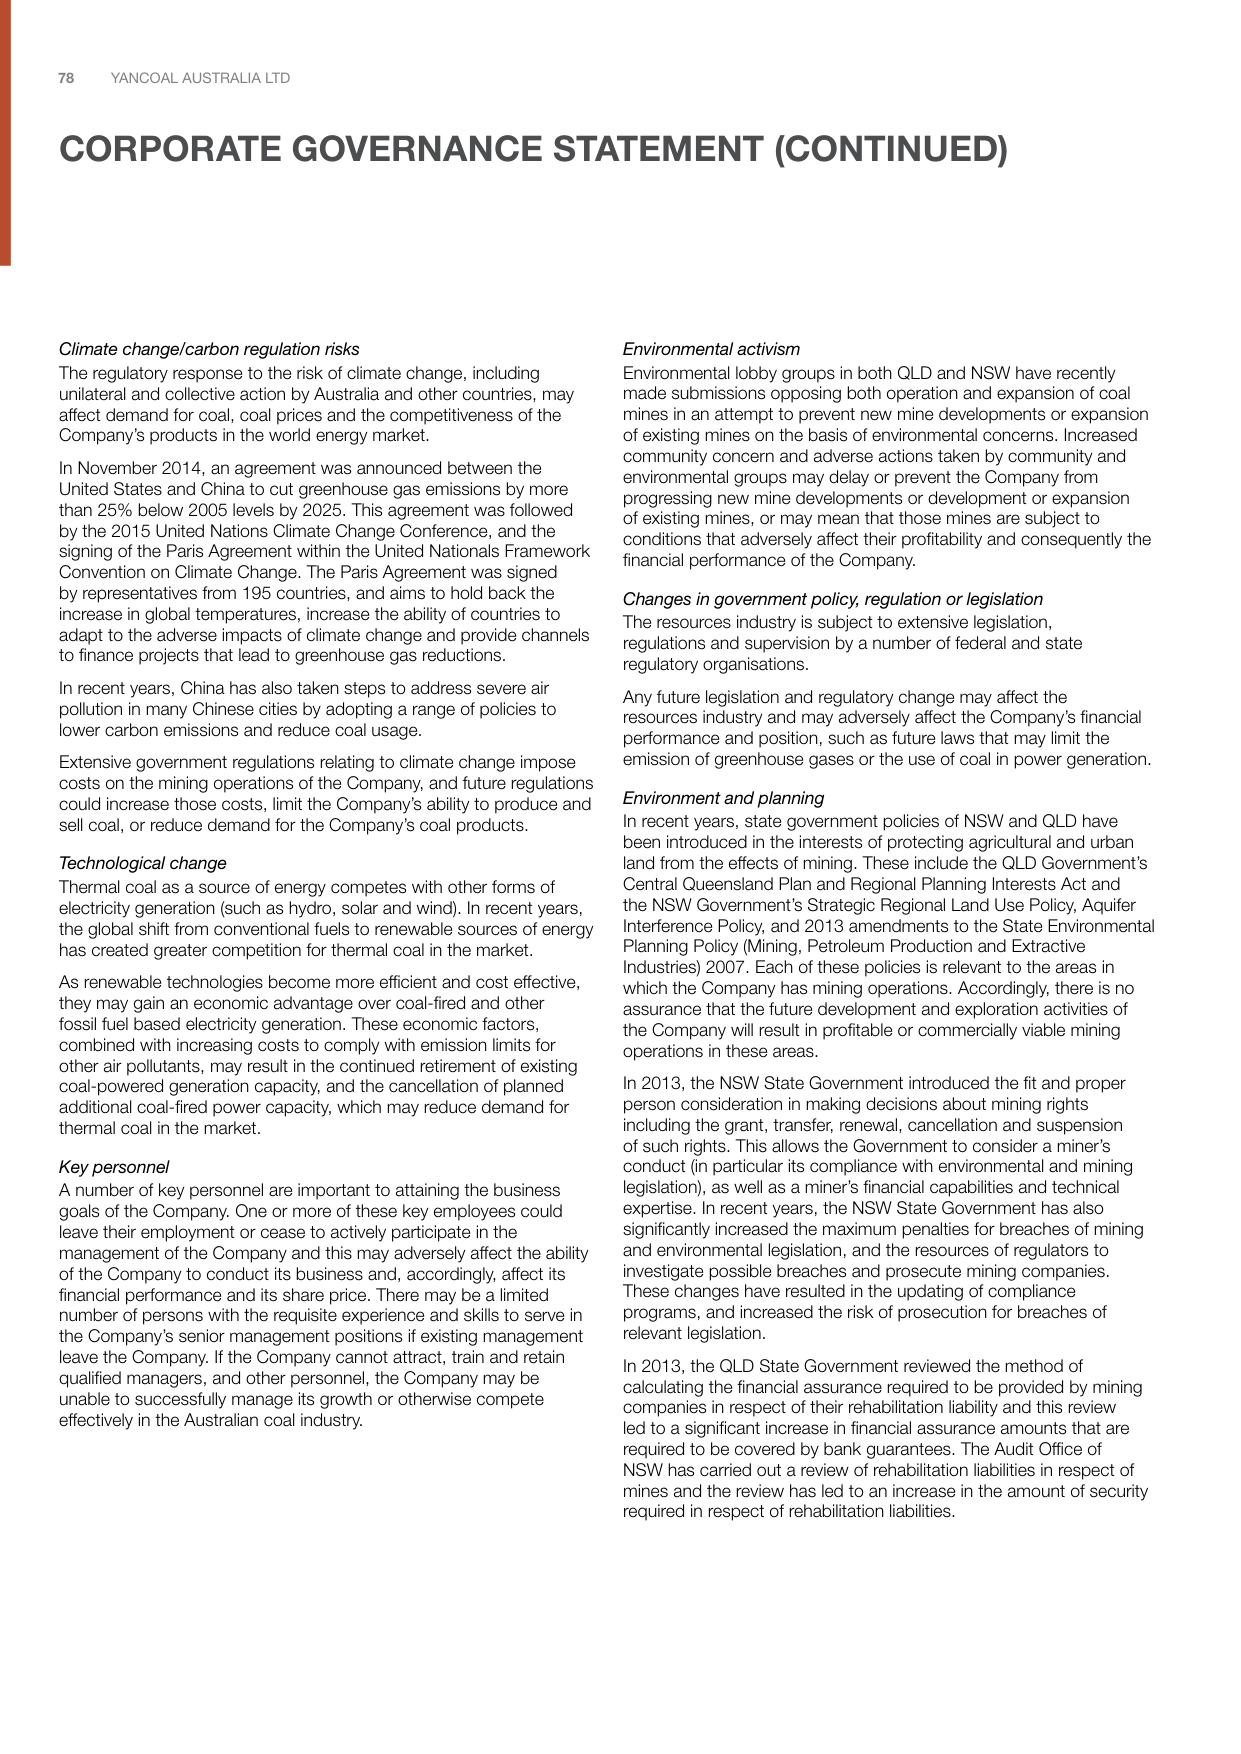 78 YANCOAL AUSTRALIA LTD
CORPORATE GOVERNANCE STATEMENT (CONTINUED)
Climate change/carbon regulation risks
The regulatory response to the risk of climate change, including
unilateral and collective action by Australia and other countries, may
affect demand for coal, coal prices and the competitiveness of the
Company's products in the world energy market.
In November 2014, an agreement was announced between the
United States and China to cut greenhouse gas emissions by more
than 25% below 2005 levels by 2025. This agreement was followed
by the 2015 United Nations Climate Change Conference, and the
signing of the Paris Agreement within the United Nationals Framework
Convention on Climate Change. The Paris Agreement was signed
by representatives from 195 countries, and aims to hold back the
increase in global temperatures, increase the ability of countries to
adapt to the adverse impacts of climate change and provide channels
to finance projects that lead to greenhouse gas reductions.
In recent years, China has also taken steps to address severe air
pollution in many Chinese cities by adopting a range of policies to
lower carbon emissions and reduce coal usage.
Extensive government regulations relating to climate change impose
costs on the mining operations of the Company, and future regulations
could increase those costs, limit the Company's ability to produce and
sell coal, or reduce demand for the Company's coal products.
Technological change
Thermal coal as a source of energy competes with other forms of
electricity generation (such as hydro, solar and wind). In recent years,
the global shift from conventional fuels to renewable sources of energy
has created greater competition for thermal coal in the market.
As renewable technologies become more efficient and cost effective,
they may gain an economic advantage over coal-fired and other
fossil fuel based electricity generation. These economic factors,
combined with increasing costs to comply with emission limits for
other air pollutants, may result in the continued retirement of existing
coal-powered generation capacity, and the cancellation of planned
additional coal-fired power capacity, which may reduce demand for
thermal coal in the market.
Key personnel
A number of key personnel are important to attaining the business
goals of the Company. One or more of these key employees could
leave their employment or cease to actively participate in the
management of the Company and this may adversely affect the ability
of the Company to conduct its business and, accordingly, affect its
financial performance and its share price. There may be a limited
number of persons with the requisite experience and skills to serve in
the Company's senior management positions if existing management
leave the Company. If the Company cannot attract, train and retain
qualified managers, and other personnel, the Company may be
unable to successfully manage its growth or otherwise compete
effectively in the Australian coal industry.
Environmental activism
Environmental lobby groups in both QLD and NSW have recently
made submissions opposing both operation and expansion of coal
mines in an attempt to prevent new mine developments or expansion
of existing mines on the basis of environmental concerns. Increased
community concern and adverse actions taken by community and
environmental groups may delay or prevent the Company from
progressing new mine developments or development or expansion
of existing mines, or may mean that those mines are subject to
conditions that adversely affect their profitability and consequently the
financial performance of the Company.
Changes in government policy, regulation or legislation
The resources industry is subject to extensive legislation,
regulations and supervision by a number of federal and state
regulatory organisations.
Any future legislation and regulatory change may affect the
resources industry and may adversely affect the Company's financial
performance and position, such as future laws that may limit the
emission of greenhouse gases or the use of coal in power generation.
Environment and planning
In recent years, state government policies of NSW and QLD have
been introduced in the interests of protecting agricultural and urban
land from the effects of mining. These include the QLD Government's
Central Queensland Plan and Regional Planning Interests Act and
the NSW Government's Strategic Regional Land Use Policy, Aquifer
Interference Policy, and 2013 amendments to the State Environmental
Planning Policy (Mining, Petroleum Production and Extractive
Industries) 2007. Each of these policies is relevant to the areas in
which the Company has mining operations. Accordingly, there is no
assurance that the future development and exploration activities of
the Company will result in profitable or commercially viable mining
operations in these areas.
In 2013, the NSW State Government introduced the fit and proper
person consideration in making decisions about mining rights
including the grant, transfer, renewal, cancellation and suspension
of such rights. This allows the Government to consider a miner's
conduct (in particular its compliance with environmental and mining
legislation), as well as a miner's financial capabilities and technical
expertise. In recent years, the NSW State Government has also
significantly increased the maximum penalties for breaches of mining
and environmental legislation, and the resources of regulators to
investigate possible breaches and prosecute mining companies.
These changes have resulted in the updating of compliance
programs, and increased the risk of prosecution for breaches of
relevant legislation.
In 2013, the QLD State Government reviewed the method of
calculating the financial assurance required to be provided by mining
companies in respect of their rehabilitation liability and this review
led to a significant increase in financial assurance amounts that are
required to be covered by bank guarantees. The Audit Office of
NSW has carried out a review of rehabilitation liabilities in respect of
mines and the review has led to an increase in the amount of security
required in respect of rehabilitation liabilities.